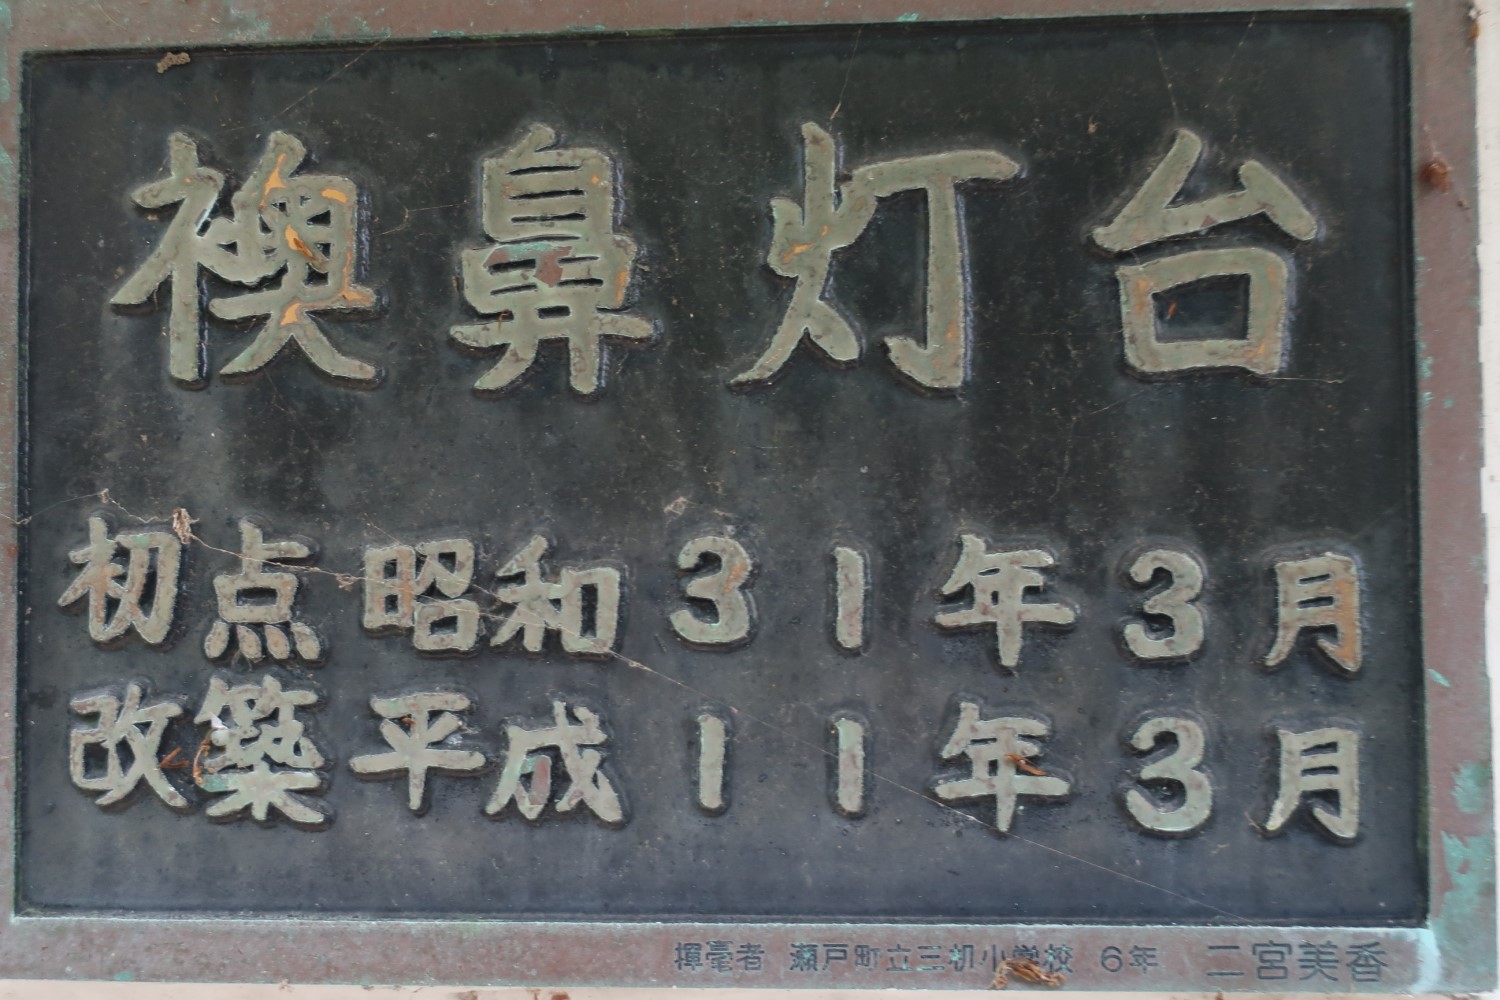 襖鼻灯台
初点昭和31年3月
改築平成11年3月
揮毫者 瀬戸町立三机小学校 6年 二宮美香